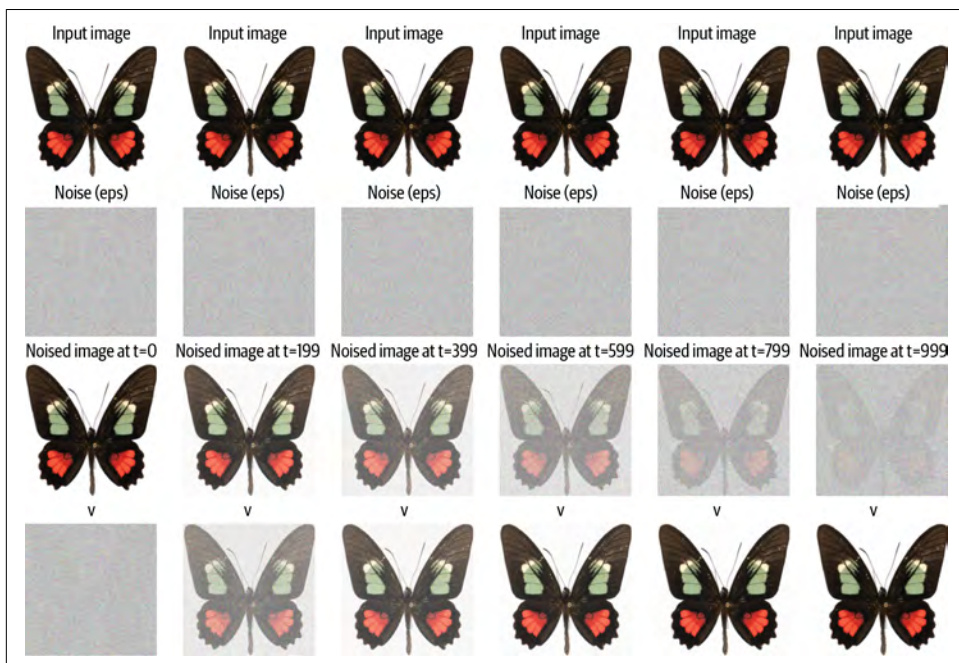 Input image Input image Input image Input image Input image Input image
Noise (eps) Noise (eps) Noise (eps) Noise (eps) Noise (eps) Noise (eps)
Noised image at t=0 Noised image at t=199 Noised image at t=399 Noised image at t=599 Noised image at t=799 Noised image at t=999
v v v v v v